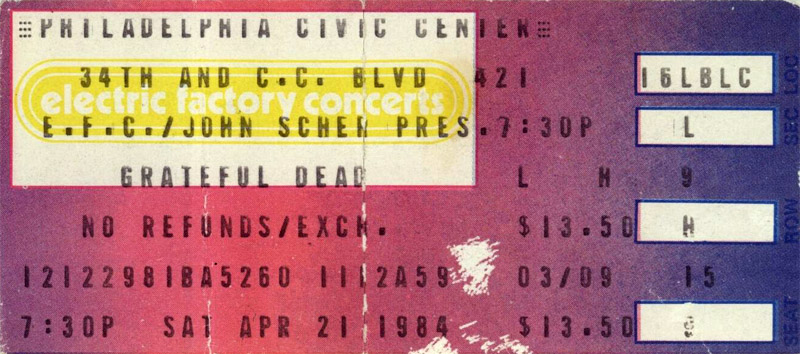 PHILADELPHIA CIVIC CENTER
34TH AND C.C. BLVD 421 16LBLC
electric factory concerts
E.F.C./JOHN SCHER PRES. 7:30P L
GRATEFUL DEAD L H 9
NO REFUNDS/EXCH. $13.50 H
12122981BA5260 1112A59 03/09 15
7:30P SAT APR 21 1984 $13.50 9
SEC LOC
ROW
SEAT